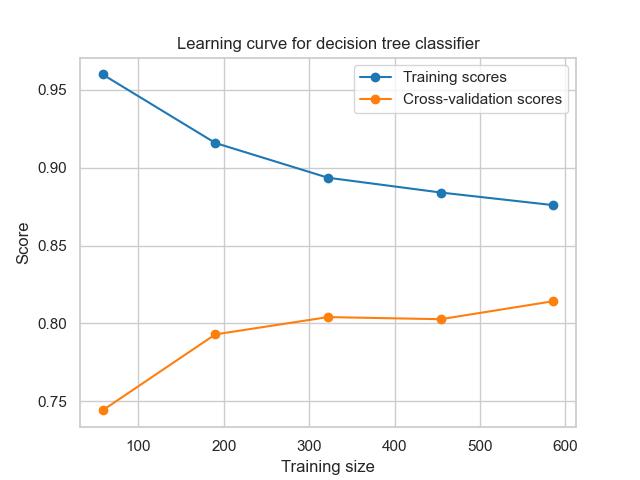 Learning curve for decision tree classifier
Training scores
Cross-validation scores
Score
0.95
0.90
0.85
0.80
0.75
100 200 300 400 500 600
Training size